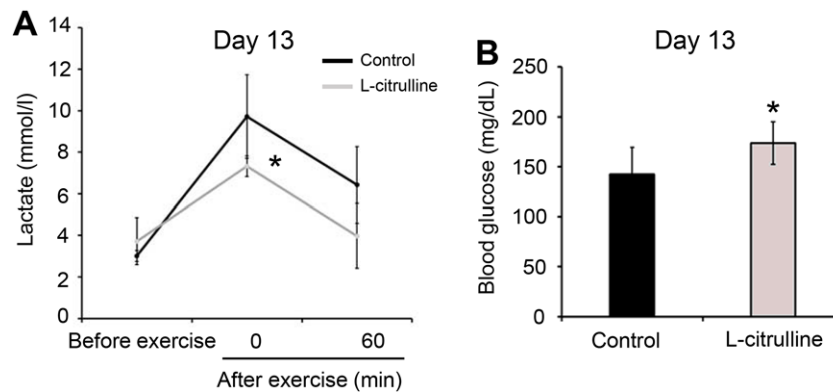 A
Day 13
Lactate (mmol/l)
14
12
10
8
6
4
2
0
Control
L-citrulline
*
Before exercise
0
60
After exercise (min)
B
Day 13
Blood glucose (mg/dL)
250
200
150
100
50
0
*
Control
L-citrulline